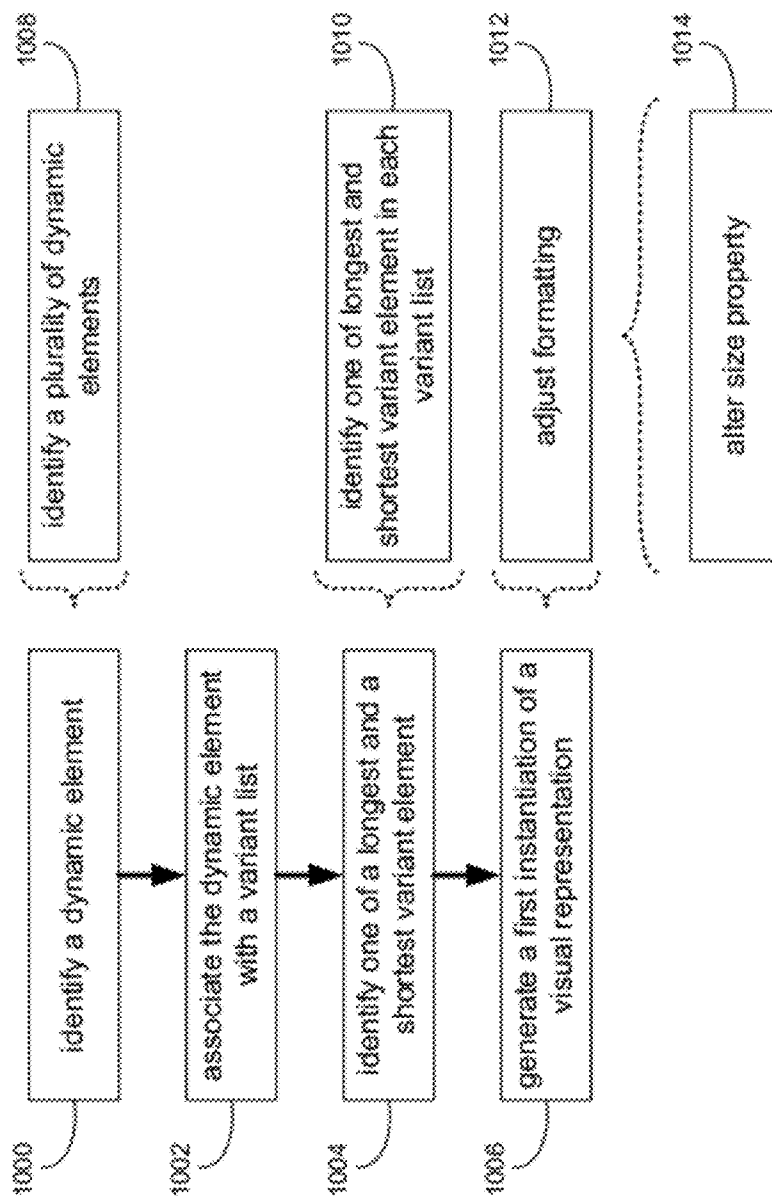 1000
identify a dynamic element
1002
associate the dynamic element
with a variant list
1004
identify one of a longest and a
shortest variant element
1006
generate a first instantiation of a
visual representation
1008
identify a plurality of dynamic
elements
1010
identify one of longest and
shortest variant element in each
variant list
1012
adjust formatting
1014
alter size property